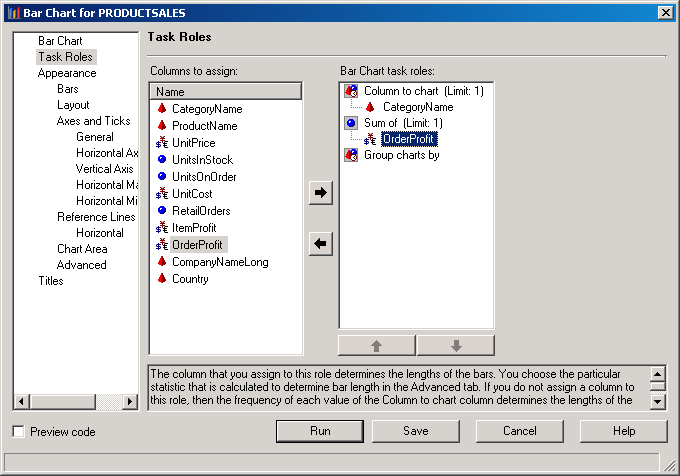 Bar Chart for PRODUCTSALES
Bar Chart
Task Roles
Appearance
Bars
Layout
Axes and Ticks
General
Horizontal Ax
Vertical Axis
Horizontal Ma
Horizontal Mi
Reference Lines
Horizontal
Chart Area
Advanced
Titles
Task Roles
Columns to assign:
Name
CategoryName
ProductName
UnitPrice
UnitsInStock
UnitsOnOrder
UnitCost
RetailOrders
ItemProfit
OrderProfit
CompanyNameLong
Country
Bar Chart task roles:
Column to chart (Limit: 1)
CategoryName
Sum of (Limit: 1)
OrderProfit
Group charts by
The column that you assign to this role determines the lengths of the bars. You choose the particular
statistic that is calculated to determine bar length in the Advanced tab. If you do not assign a column to
this role, then the frequency of each value of the Column to chart column determines the lengths of the
Preview code
Run
Save
Cancel
Help